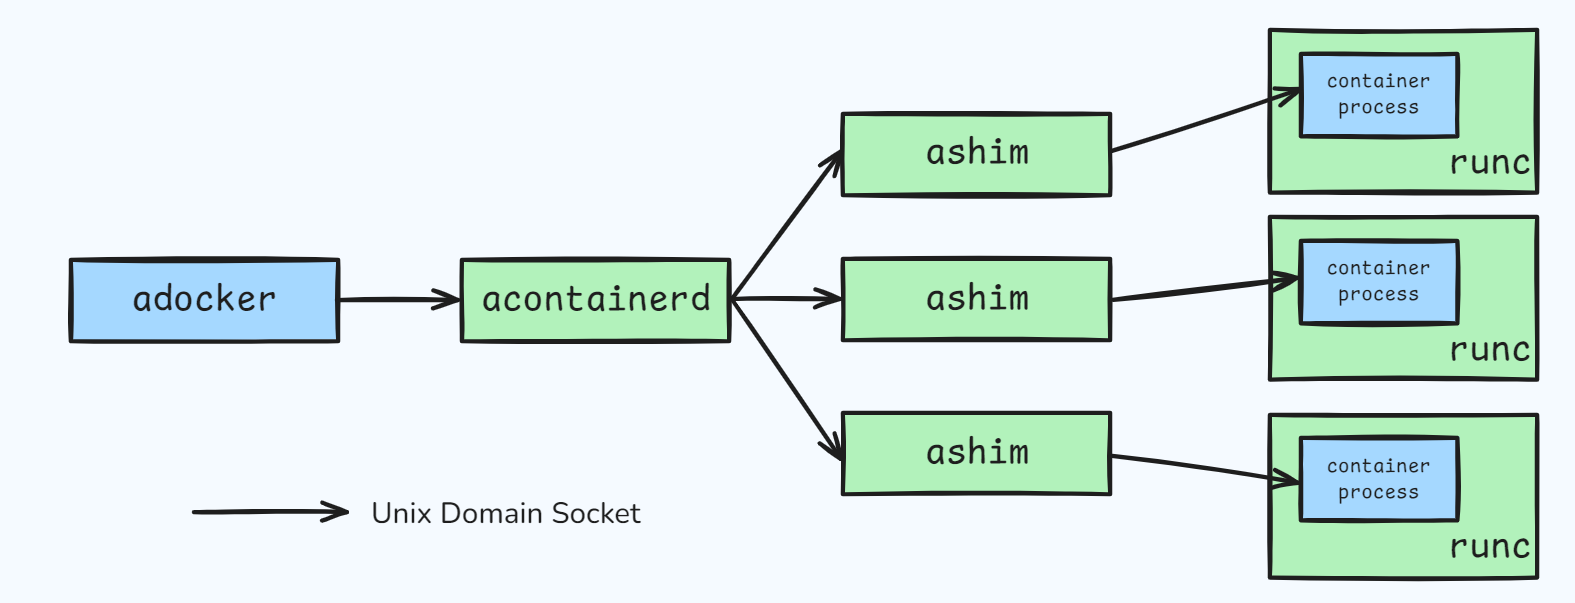 adocker
acontainerd
ashim
ashim
ashim
container
process
runc
container
process
runc
container
process
runc
Unix Domain Socket